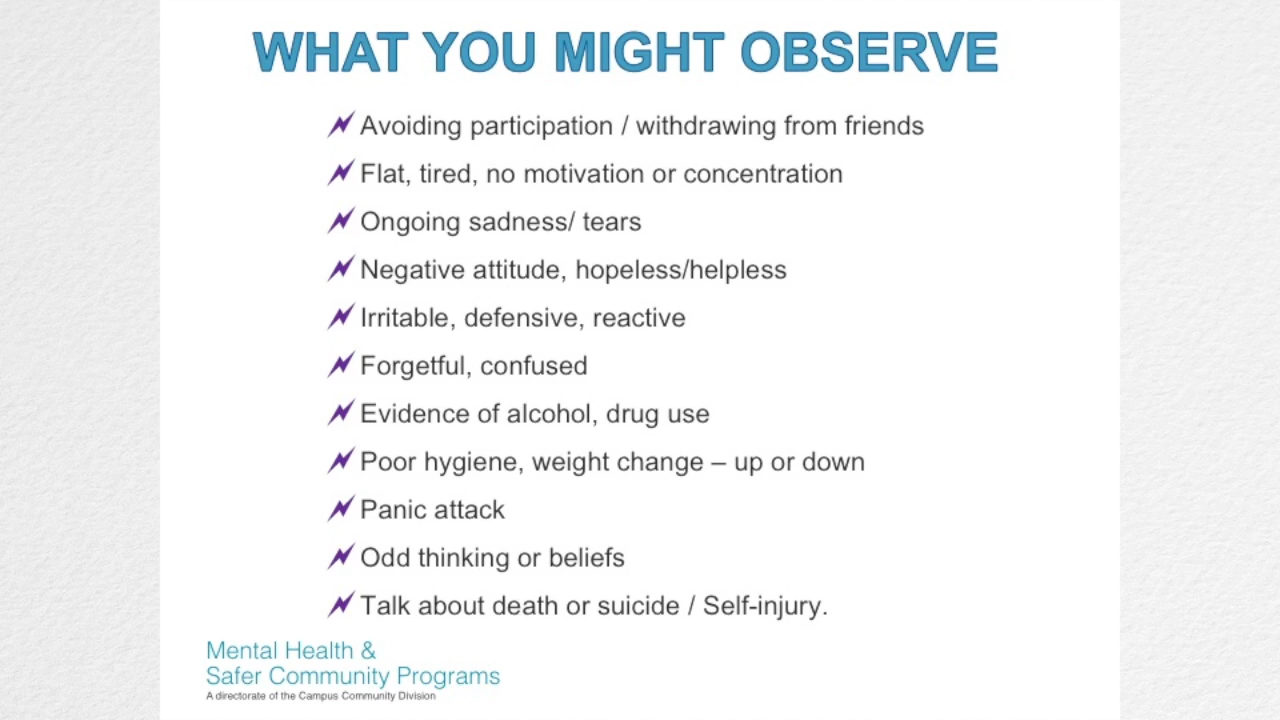 WHAT YOU MIGHT OBSERVE
Avoiding participation / withdrawing from friends
Flat, tired, no motivation or concentration
Ongoing sadness/ tears
Negative attitude, hopeless/helpless
Irritable, defensive, reactive
Forgetful, confused
Evidence of alcohol, drug use
Poor hygiene, weight change – up or down
Panic attack
Odd thinking or beliefs
Talk about death or suicide / Self-injury.
Mental Health &
Safer Community Programs
A directorate of the Campus Community Division